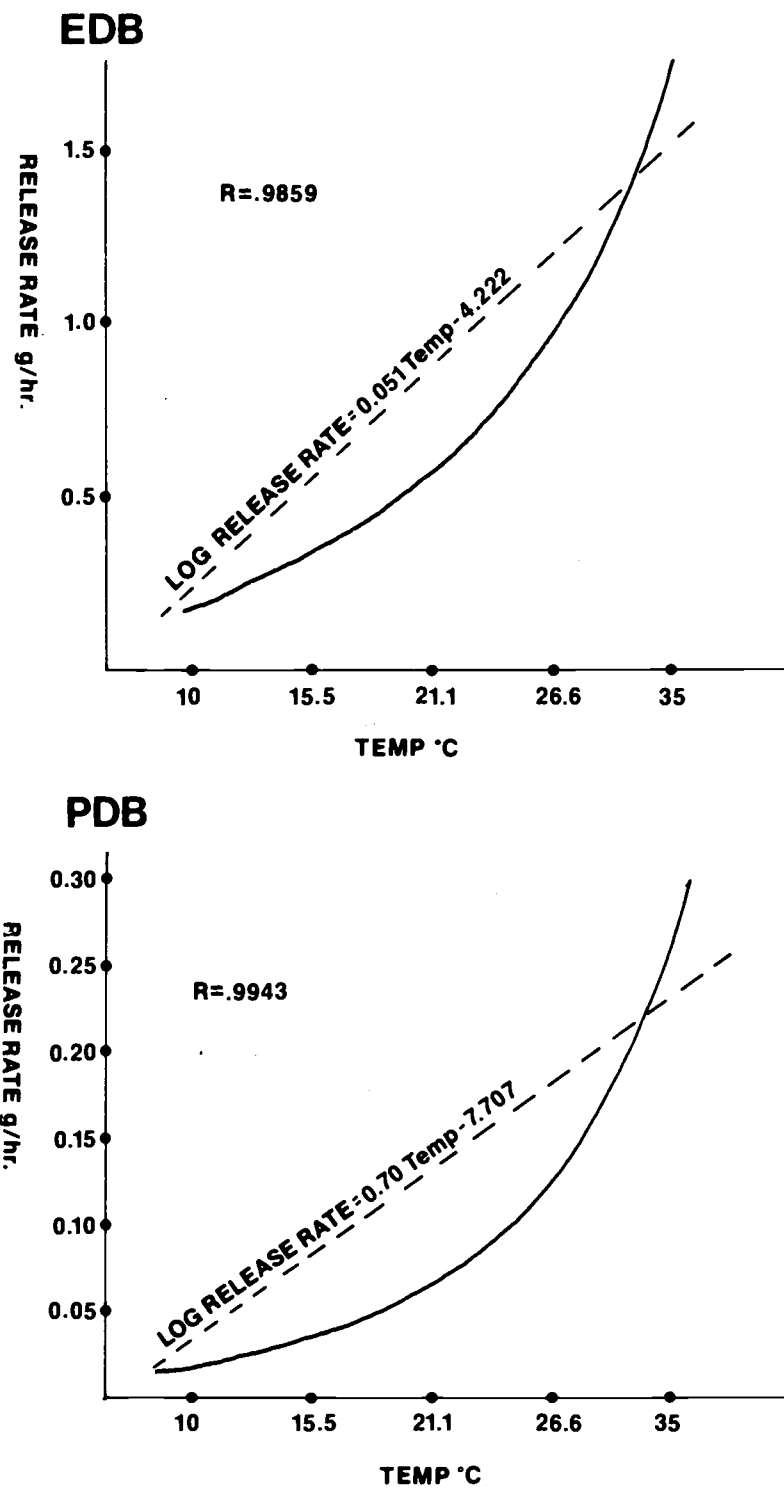 EDB
RELEASE RATE g/hr.
1.5
1.0
0.5
R=.9859
LOG RELEASE RATE=0.051 Temp-4.222
10 15.5 21.1 26.6 35
TEMP °C
PDB
RELEASE RATE g/hr.
0.30
0.25
0.20
0.15
0.10
0.05
R=.9943
LOG RELEASE RATE=0.70 Temp-7.707
10 15.5 21.1 26.6 35
TEMP °C